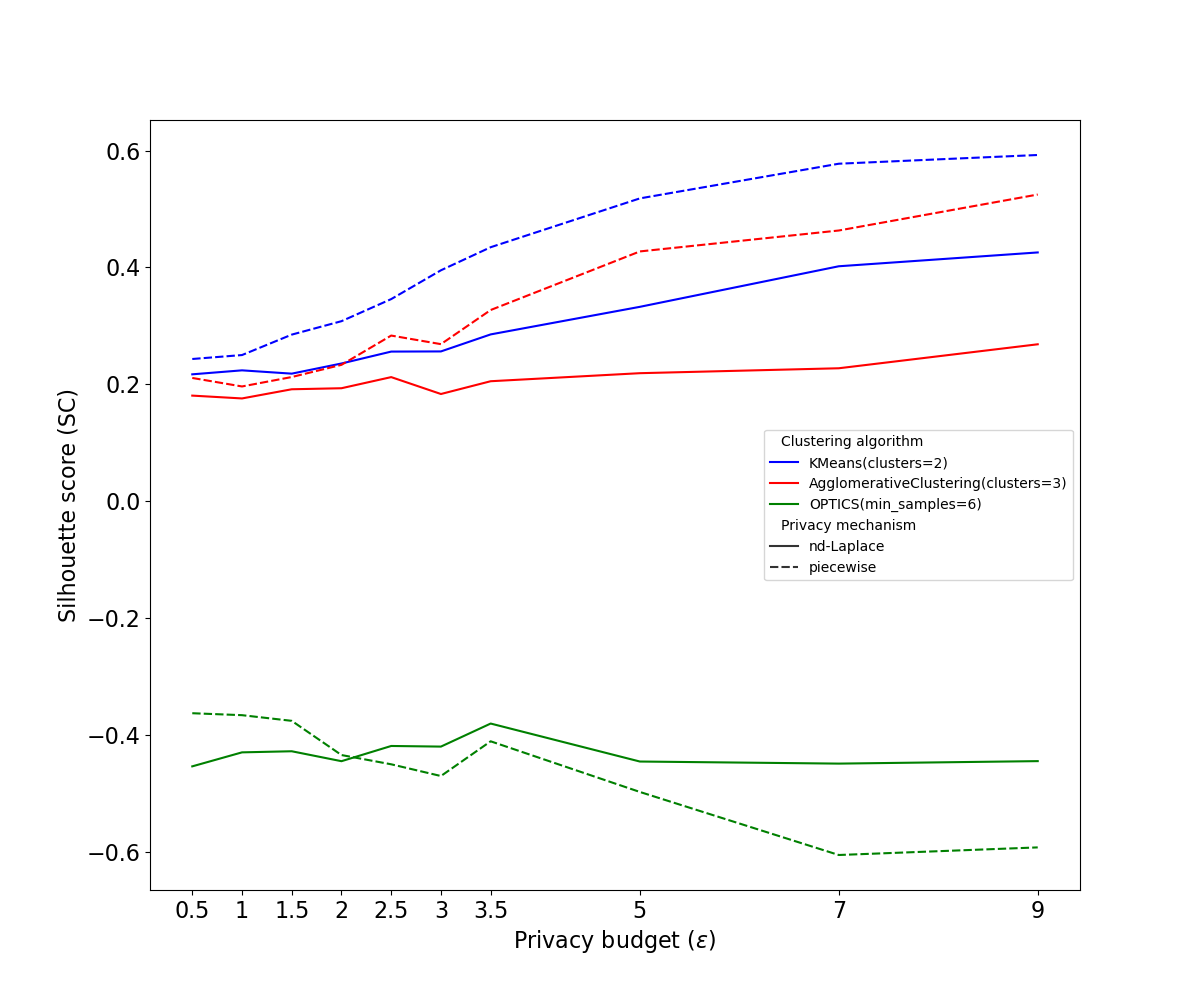 0.6
0.4
0.2
0.0
−0.2
−0.4
−0.6
Silhouette score (SC)
Clustering algorithm
KMeans(clusters=2)
AgglomerativeClustering(clusters=3)
OPTICS(min_samples=6)
Privacy mechanism
nd-Laplace
piecewise
0.5 1 1.5 2 2.5 3 3.5 5 7 9
Privacy budget (ε)